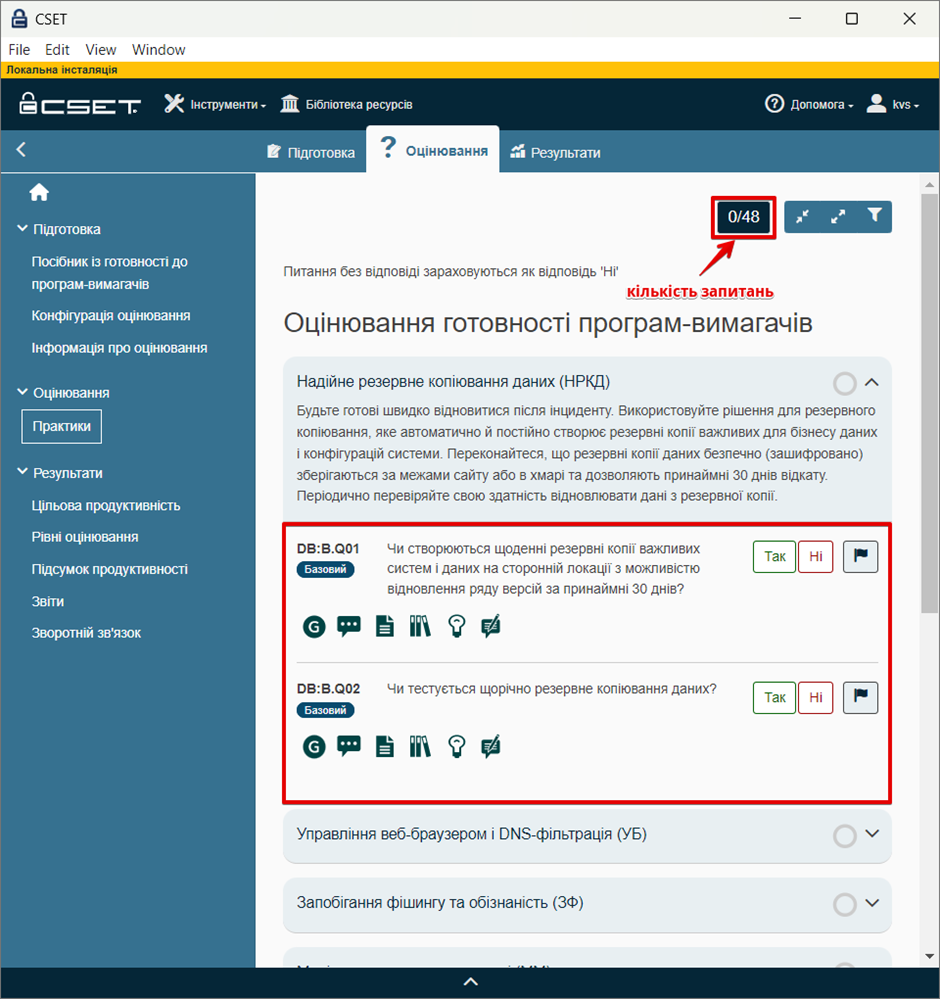 CSET
File Edit View Window
Локальна інсталяція
CSET Інструменти Бібліотека ресурсів Допомога kvs
Підготовка ? Оцінювання Результати
0/48
кількість запитань
Підготовка
Посібник із готовності до
програм-вимагачів
Конфігурація оцінювання
Інформація про оцінювання
Оцінювання
Практики
Результати
Цільова продуктивність
Рівні оцінювання
Підсумок продуктивності
Звіти
Зворотній зв'язок
Питання без відповіді зараховуються як відповідь 'Ні'
Оцінювання готовності програм-вимагачів
Надійне резервне копіювання даних (НРКД)
Будьте готові швидко відновитися після інциденту. Використовуйте рішення для резервного
копіювання, яке автоматично й постійно створює резервні копії важливих для бізнесу даних
і конфігурацій системи. Переконайтеся, що резервні копії даних безпечно (зашифровано)
зберігаються за межами сайту або в хмарі та дозволяють принаймні 30 днів відкату.
Періодично перевіряйте свою здатність відновлювати дані з резервної копії.
DB:B.Q01
Базовий
Чи створюються щоденні резервні копії важливих
систем і даних на сторонній локації з можливістю
відновлення ряду версій за принаймні 30 днів?
Так Ні
G
DB:B.Q02
Базовий
Чи тестується щорічно резервне копіювання даних?
Так Ні
G
Управління веб-браузером і DNS-фільтрація (УБ)
Запобігання фішингу та обізнаність (ЗФ)